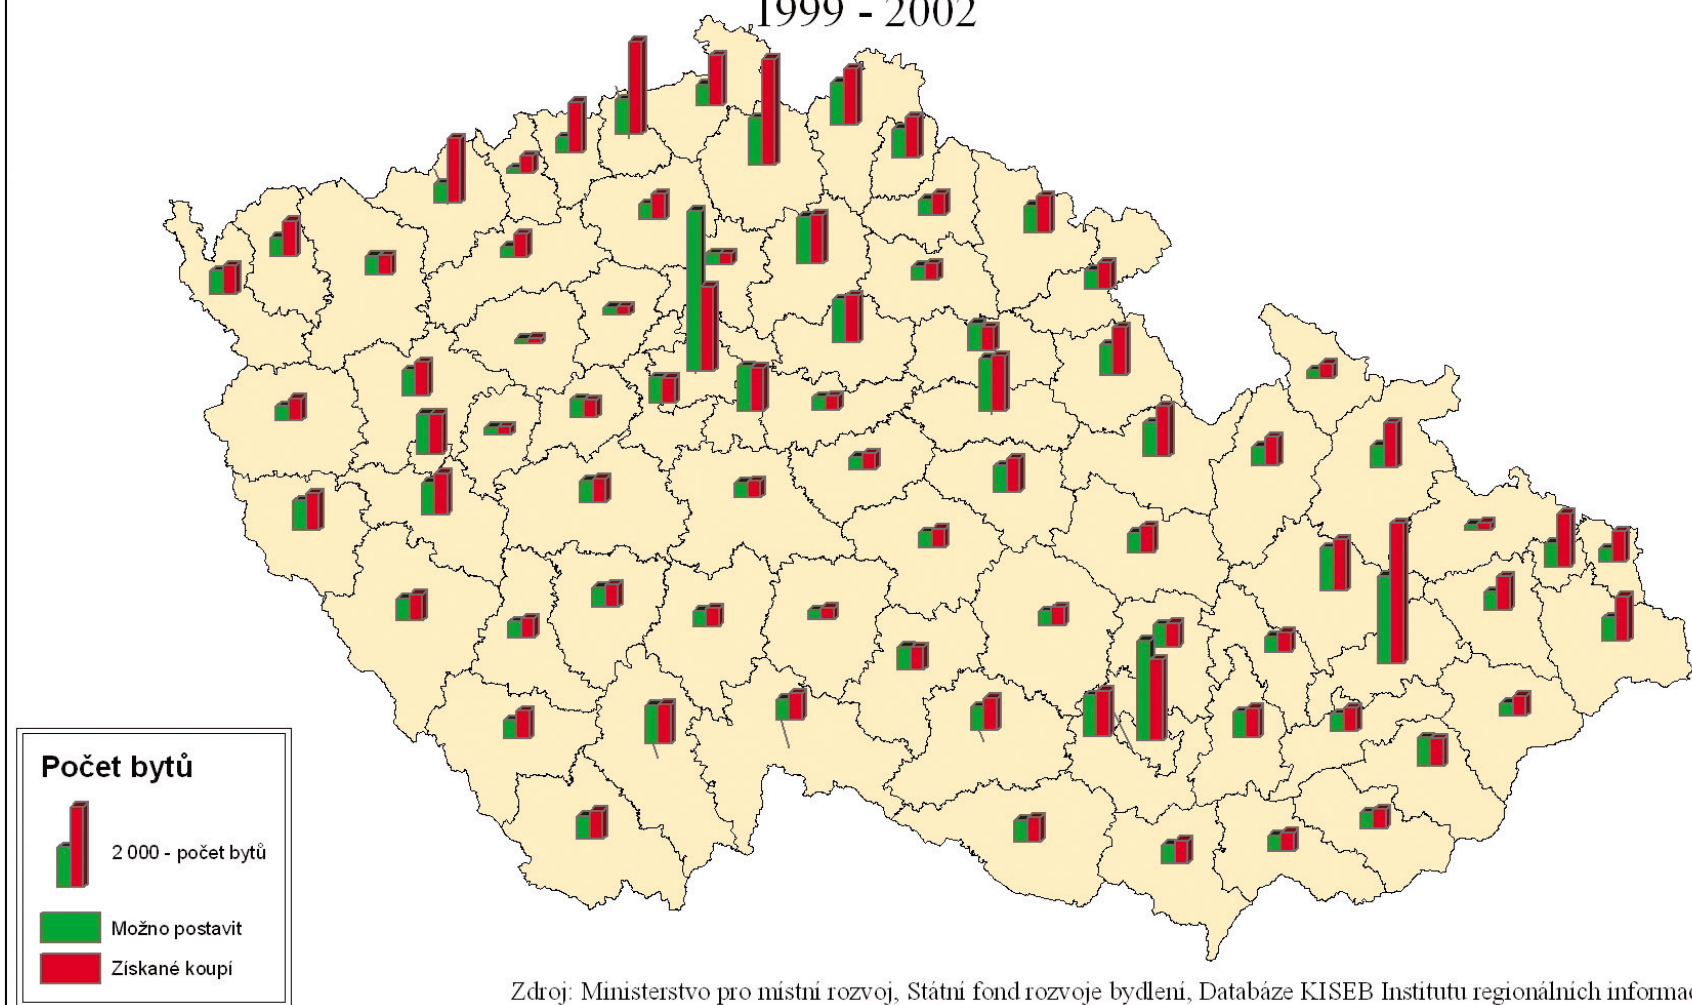 1999 - 2002
Počet bytů
2 000 - počet bytů
Možno postavit
Získané koupí
Zdroj: Ministerstvo pro místní rozvoj, Státní fond rozvoje bydlení, Databáze KISEB Institutu regionálních